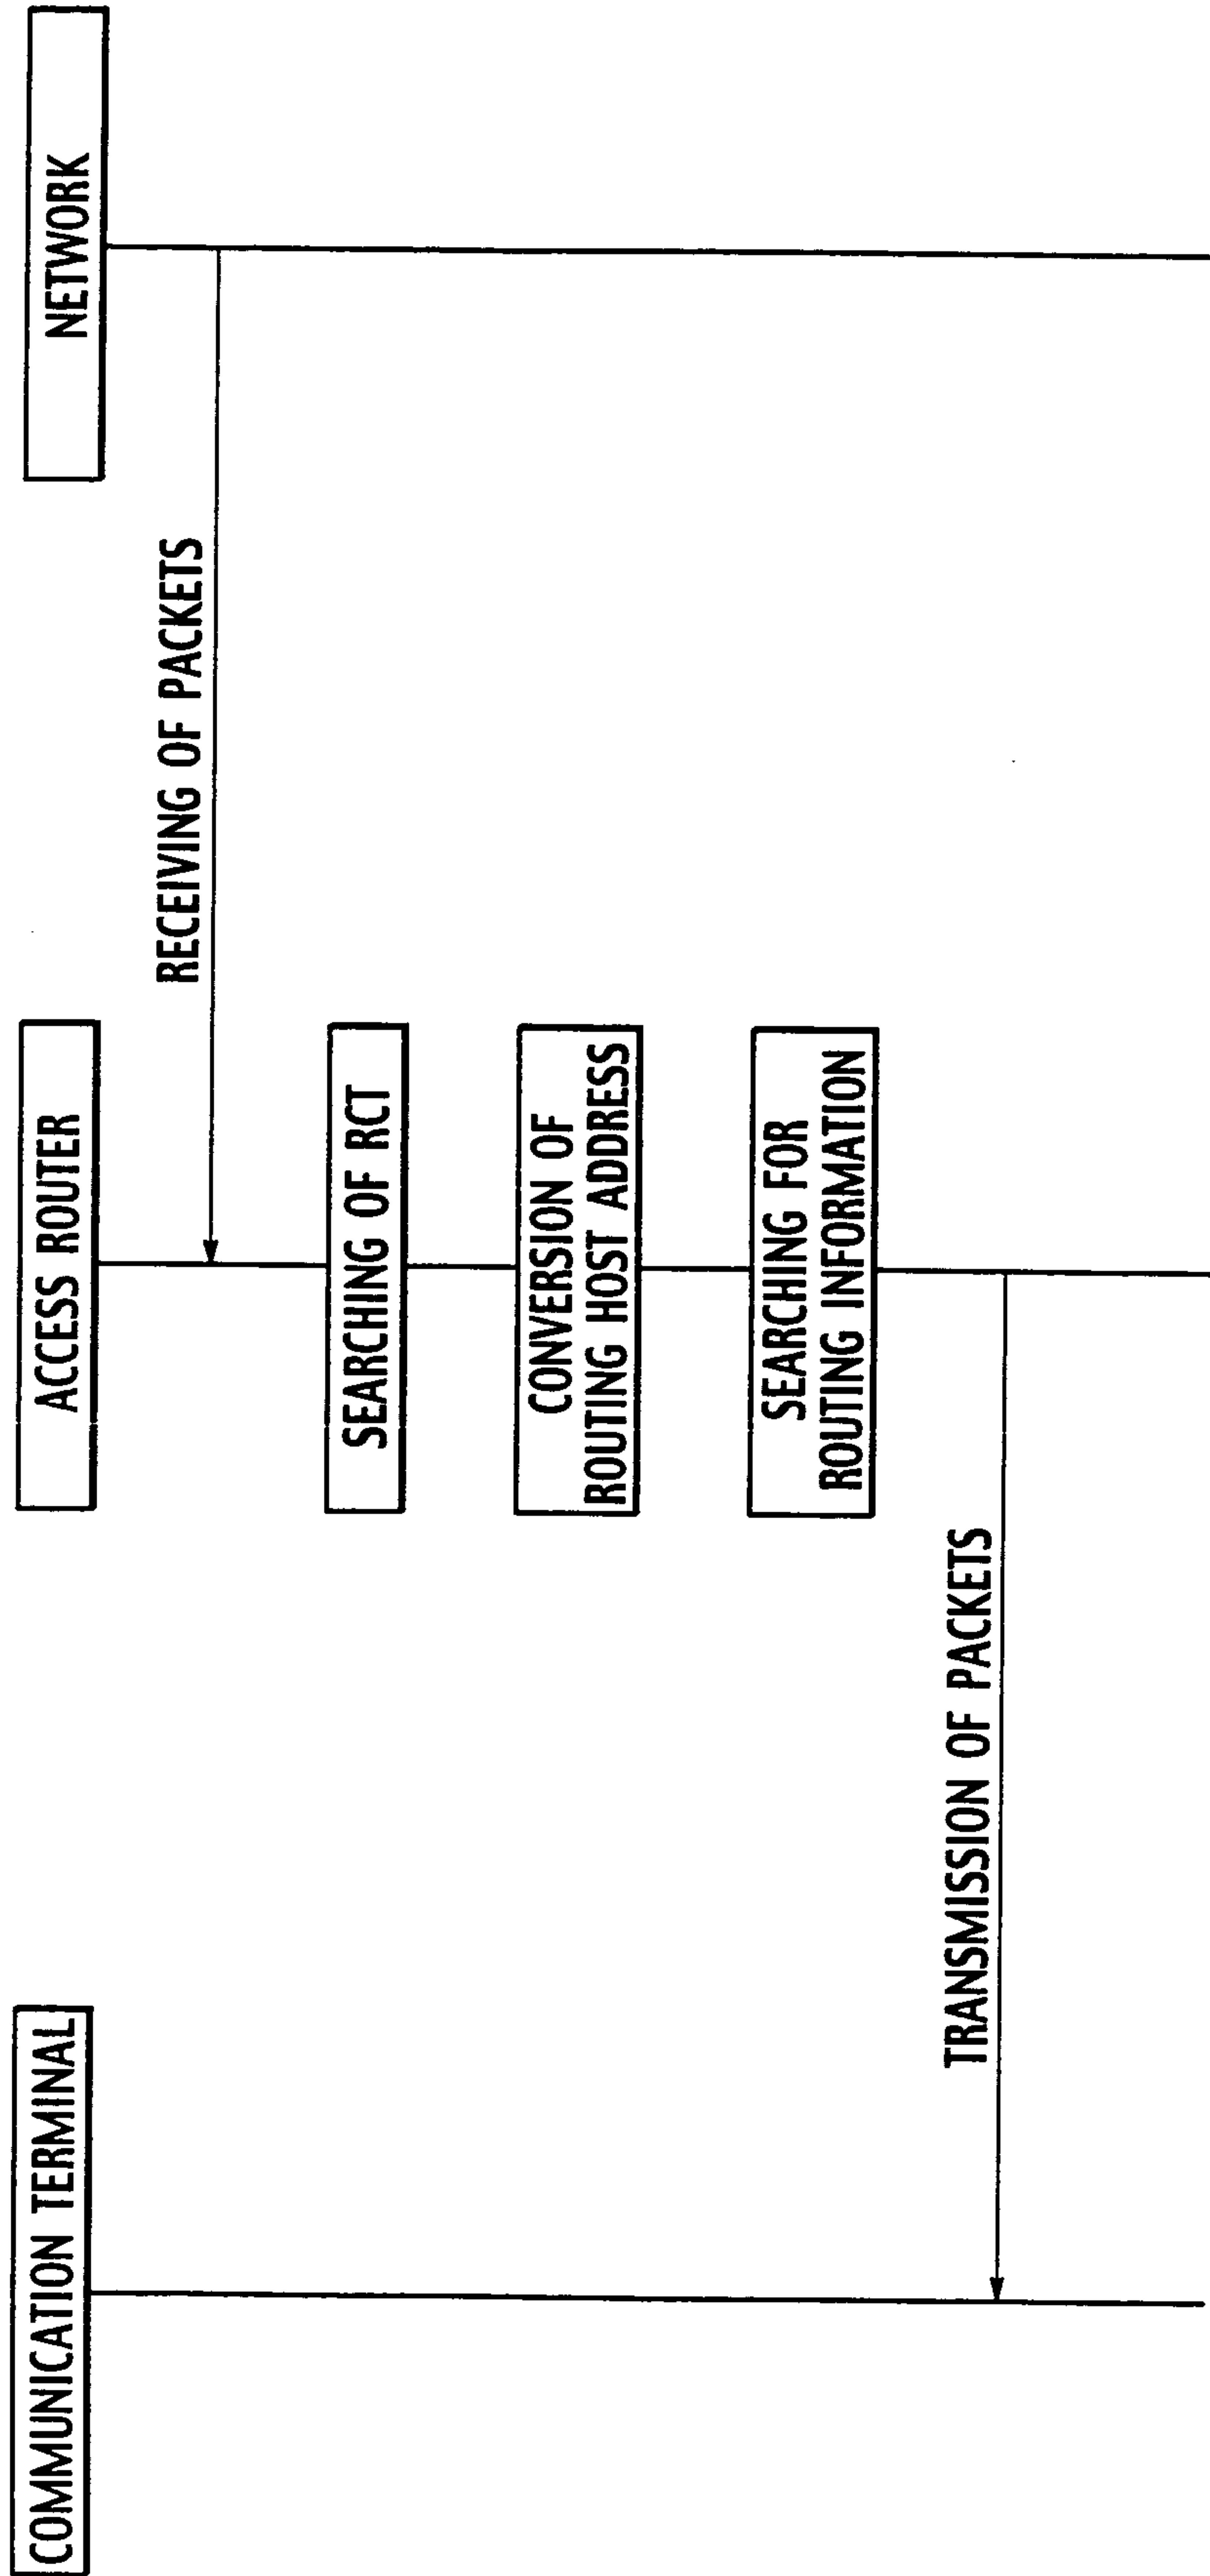 COMMUNICATION TERMINAL
ACCESS ROUTER
NETWORK
RECEIVING OF PACKETS
SEARCHING OF RCT
CONVERSION OF
ROUTING HOST ADDRESS
SEARCHING FOR
ROUTING INFORMATION
TRANSMISSION OF PACKETS